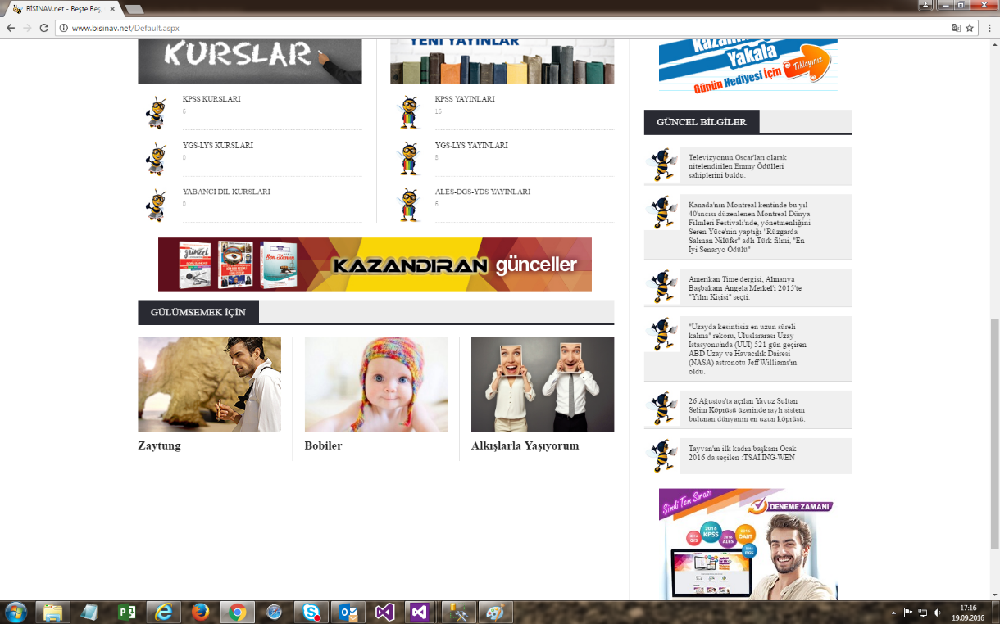 BİSINAV.net - Beşte Beş
www.bisinav.net/Default.aspx
KURSLAR
KPSS KURSLARI
6
YGS-LYS KURSLARI
0
YABANCI DİL KURSLARI
0
YENİ YAYINLAR
KPSS YAYINLARI
16
YGS-LYS YAYINLARI
8
ALES-DGS-YDS YAYINLARI
6
KAZANDIRAN günceller
GÜLÜMSEMEK İÇİN
Zaytung
Bobiler
Alkışlarla Yaşıyorum
Yakala
Günün Hediyesi İçin
Tıklayınız
GÜNCEL BİLGİLER
Televizyonun Oscar'ları olarak
nitelendirilen Emmy Ödülleri
sahiplerini buldu.
Kanada'nın Montreal kentinde bu yıl
40'ıncısı düzenlenen Montreal Dünya
Filmleri Festivali'nde, yönetmenliğini
Seren Yüce'nin yaptığı "Rüzgarda
Salınan Nilüfer" adlı Türk filmi, "En
İyi Senaryo Ödülü"
Amerikan Time dergisi, Almanya
Başbakanı Angela Merkel'i 2015'te
"Yılın Kişisi" seçti.
"Uzayda kesintisiz en uzun süreli
kalma" rekoru, Uluslararası Uzay
İstasyonu'nda (UUİ) 521 gün geçiren
ABD Uzay ve Havacılık Dairesi
(NASA) astronotu Jeff Williams'ın
oldu.
26 Ağustos'ta açılan Yavuz Sultan
Selim Köprüsü üzerinde raylı sistem
bulunan dünyanın en uzun köprüsü.
Tayvan'ın ilk kadın başkanı Ocak
2016 da seçilen :TSAİ İNG-WEN
Şimdi Tam Sırası
DENEME ZAMANI
2016 KPSS
2016 ALES
2016 ÖABT
2016 DGS
17:16
19.09.2016